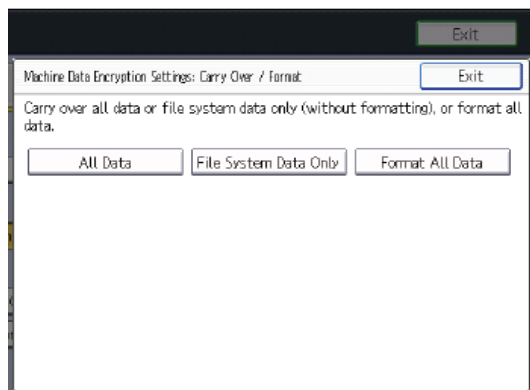 Exit
Machine Data Encryption Settings: Carry Over / Format
Exit
Carry over all data or file system data only (without formatting), or format all
data.
All Data
File System Data Only
Format All Data